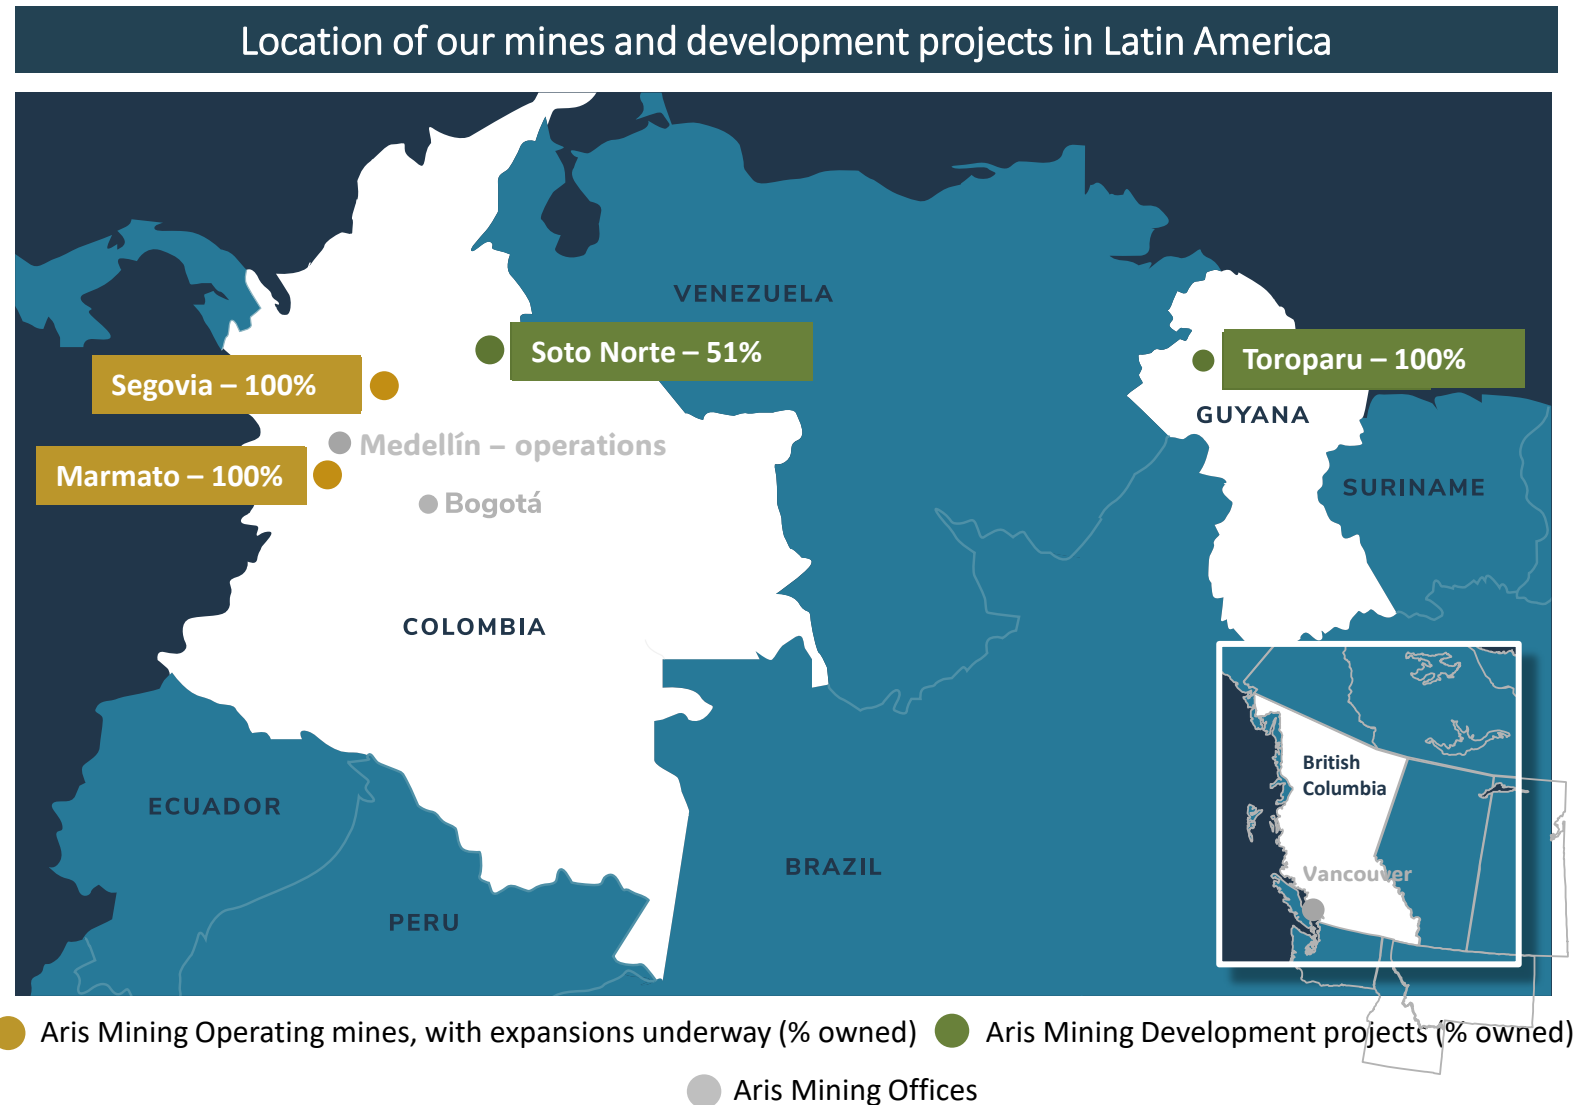 Location of our mines and development projects in Latin America
VENEZUELA
Soto Norte – 51%
Toroparu – 100%
Segovia – 100%
GUYANA
Medellín – operations
Marmato – 100%
SURINAME
Bogotá
COLOMBIA
British
Columbia
ECUADOR
BRAZIL
Vancouver
PERU
Aris Mining Operating mines, with expansions underway (% owned)
Aris Mining Development projects (% owned)
Aris Mining Offices